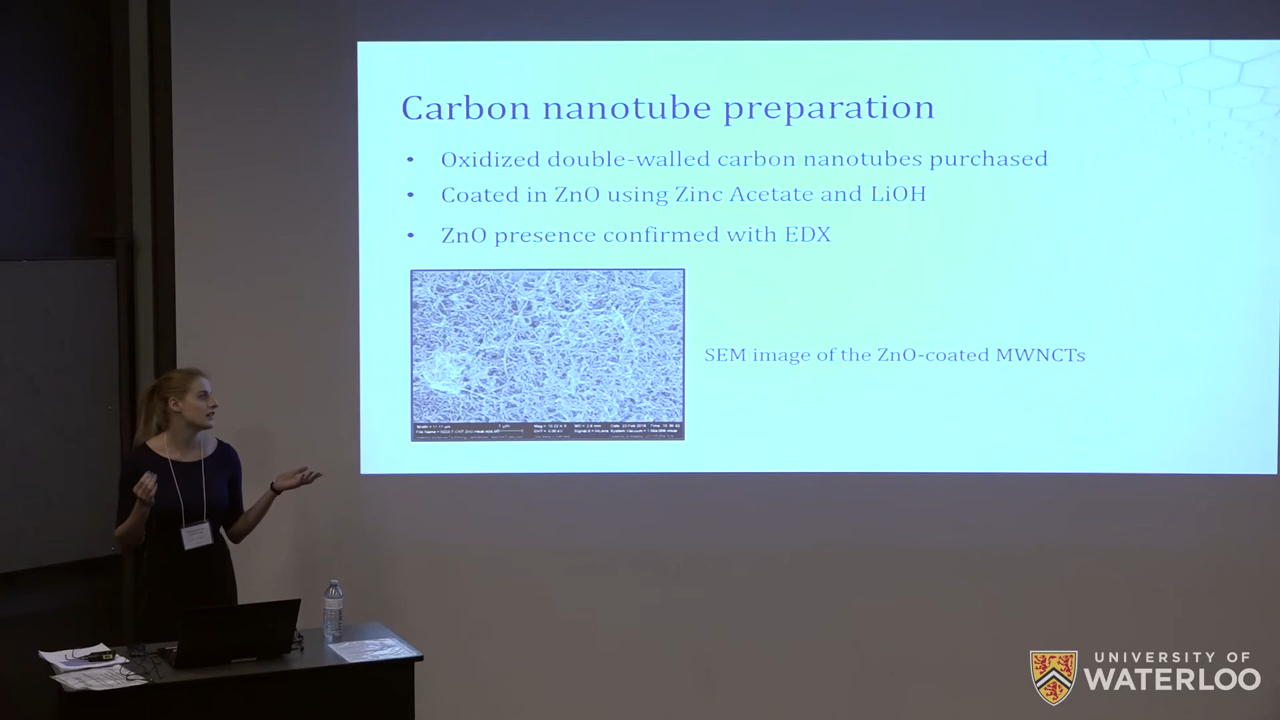 Carbon nanotube preparation
• Oxidized double-walled carbon nanotubes purchased
• Coated in ZnO using Zinc Acetate and LiOH
• ZnO presence confirmed with EDX
SEM image of the ZnO-coated MWNCTs
UNIVERSITY OF
WATERLOO